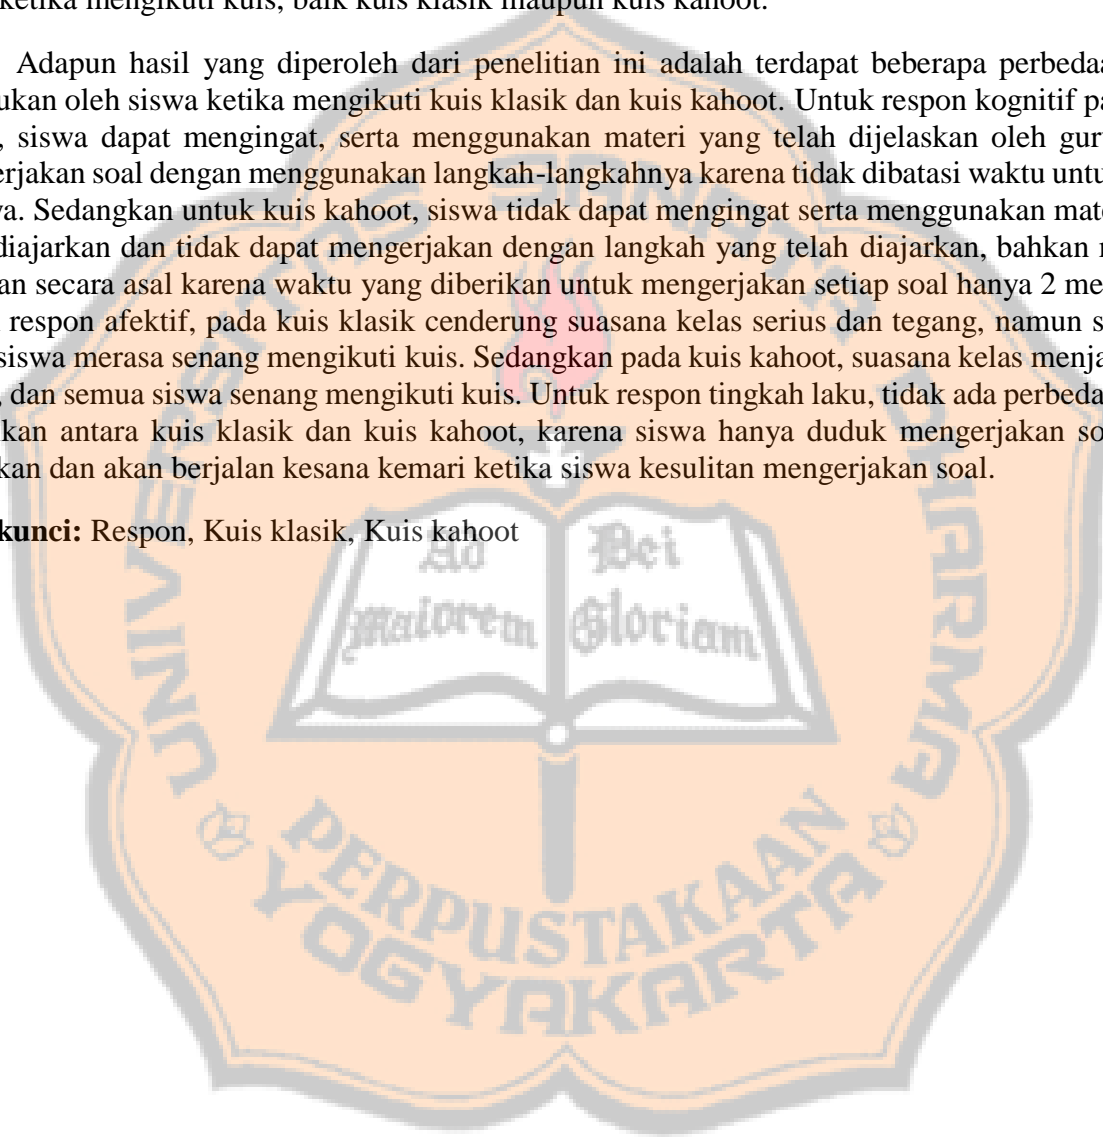 ketika mengikuti kuis, baik kuis klasik maupun kuis kahoot.
Adapun hasil yang diperoleh dari penelitian ini adalah terdapat beberapa perbedaa
ukan oleh siswa ketika mengikuti kuis klasik dan kuis kahoot. Untuk respon kognitif pa
, siswa dapat mengingat, serta menggunakan materi yang telah dijelaskan oleh guru
erjakan soal dengan menggunakan langkah-langkahnya karena tidak dibatasi waktu untu
ya. Sedangkan untuk kuis kahoot, siswa tidak dapat mengingat serta menggunakan mate
diajarkan dan tidak dapat mengerjakan dengan langkah yang telah diajarkan, bahkan
an secara asal karena waktu yang diberikan untuk mengerjakan setiap soal hanya 2 me
respon afektif, pada kuis klasik cenderung suasana kelas serius dan tegang, namun s
siswa merasa senang mengikuti kuis. Sedangkan pada kuis kahoot, suasana kelas menja
, dan semua siswa senang mengikuti kuis. Untuk respon tingkah laku, tidak ada perbeda
kan antara kuis klasik dan kuis kahoot, karena siswa hanya duduk mengerjakan so
kan dan akan berjalan kesana kemari ketika siswa kesulitan mengerjakan soal.
kunci: Respon, Kuis klasik, Kuis kahoot
UNIVERSITAS SANATA DHARMA
Ad Dei
maiorem Gloriam
PERPUSTAKAAN
YOGYAKARTA